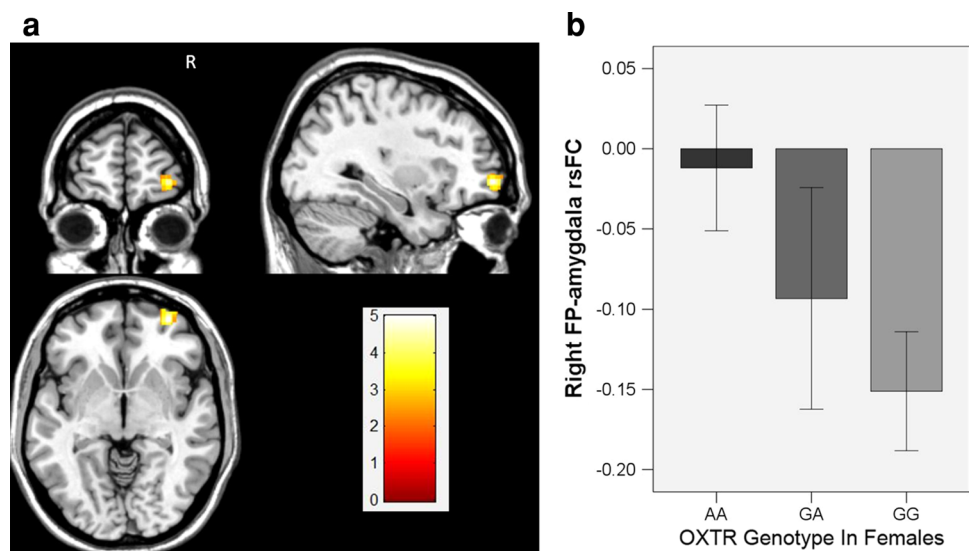 a
R
5
4
3
2
1
0
b
Right FP-amygdala rsFC
0.05
0.00
-0.05
-0.10
-0.15
-0.20
AA GA GG
OXTR Genotype In Females